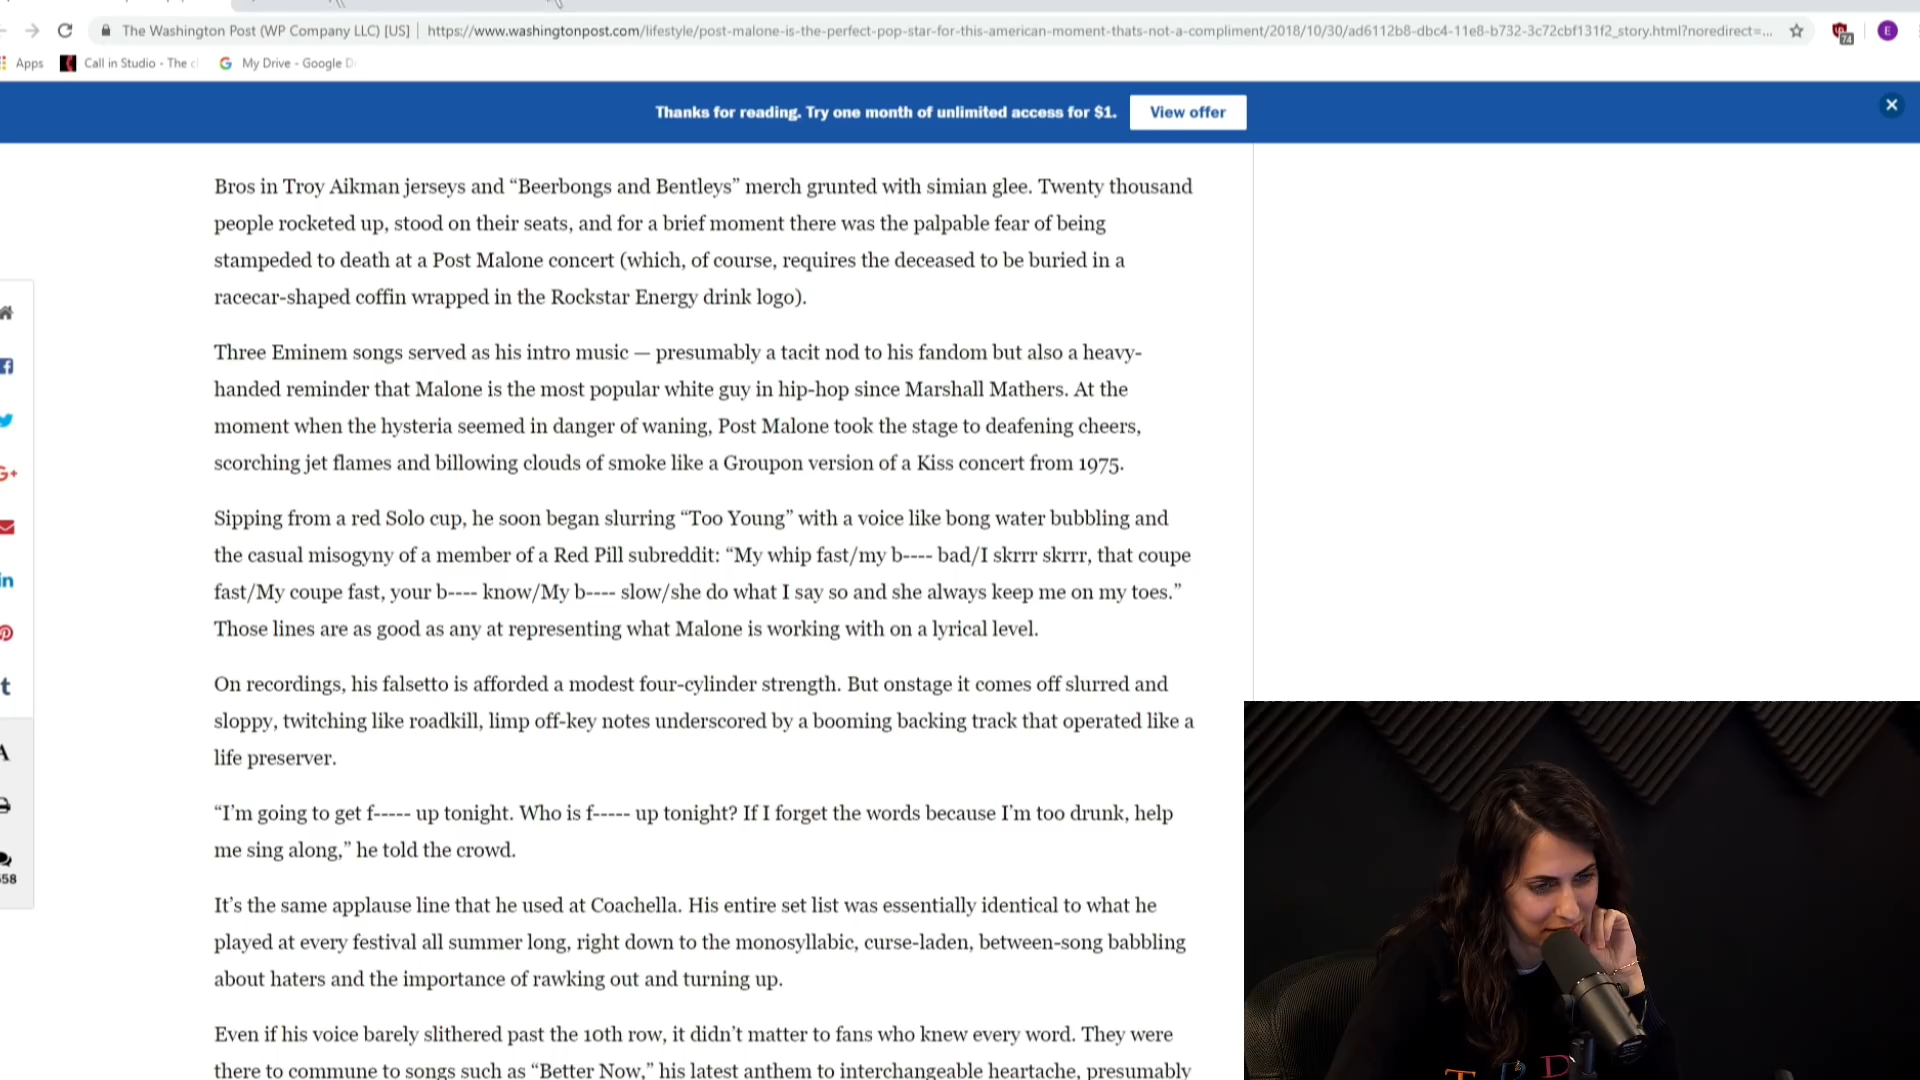 The Washington Post (WP Company LLC) [US] | https://www.washingtonpost.com/lifestyle/post-malone-is-the-perfect-pop-star-for-this-american-moment-thats-not-a-compliment/2018/10/30/ad6112b8-dbc4-11e8-b732-3c72cbf131f2_story.html?noredirect=...
74
E
Apps Call in Studio - The My Drive - Google D
Thanks for reading. Try one month of unlimited access for $1. View offer
Bros in Troy Aikman jerseys and “Beerbongs and Bentleys” merch grunted with simian glee. Twenty thousand
people rocketed up, stood on their seats, and for a brief moment there was the palpable fear of being
stampeded to death at a Post Malone concert (which, of course, requires the deceased to be buried in a
racecar-shaped coffin wrapped in the Rockstar Energy drink logo).
Three Eminem songs served as his intro music — presumably a tacit nod to his fandom but also a heavy-
handed reminder that Malone is the most popular white guy in hip-hop since Marshall Mathers. At the
moment when the hysteria seemed in danger of waning, Post Malone took the stage to deafening cheers,
scorching jet flames and billowing clouds of smoke like a Groupon version of a Kiss concert from 1975.
Sipping from a red Solo cup, he soon began slurring “Too Young” with a voice like bong water bubbling and
the casual misogyny of a member of a Red Pill subreddit: “My whip fast/my b---- bad/I skrrr skrrr, that coupe
fast/My coupe fast, your b---- know/My b---- slow/she do what I say so and she always keep me on my toes.”
Those lines are as good as any at representing what Malone is working with on a lyrical level.
On recordings, his falsetto is afforded a modest four-cylinder strength. But onstage it comes off slurred and
sloppy, twitching like roadkill, limp off-key notes underscored by a booming backing track that operated like a
life preserver.
“I’m going to get f----- up tonight. Who is f----- up tonight? If I forget the words because I’m too drunk, help
me sing along,” he told the crowd.
It’s the same applause line that he used at Coachella. His entire set list was essentially identical to what he
played at every festival all summer long, right down to the monosyllabic, curse-laden, between-song babbling
about haters and the importance of rawking out and turning up.
Even if his voice barely slithered past the 10th row, it didn’t matter to fans who knew every word. They were
there to commune to songs such as “Better Now,” his latest anthem to interchangeable heartache, presumably
G+
in
t
A
58